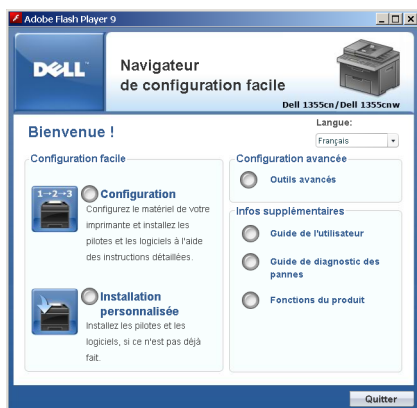 Adobe Flash Player 9
DELL™
Navigateur
de configuration facile
Dell 1355cn/Dell 1355cnw
Bienvenue !
Langue:
Français
Configuration facile
1→2→3
Configuration
Configurez le matériel de votre
imprimante et installez les
pilotes et les logiciels à l'aide
des instructions détaillées.
Installation
personnalisée
Installez les pilotes et les
logiciels, si ce n'est pas déjà
fait.
Configuration avancée
Outils avancés
Infos supplémentaires
Guide de l'utilisateur
Guide de diagnostic des
pannes
Fonctions du produit
Quitter